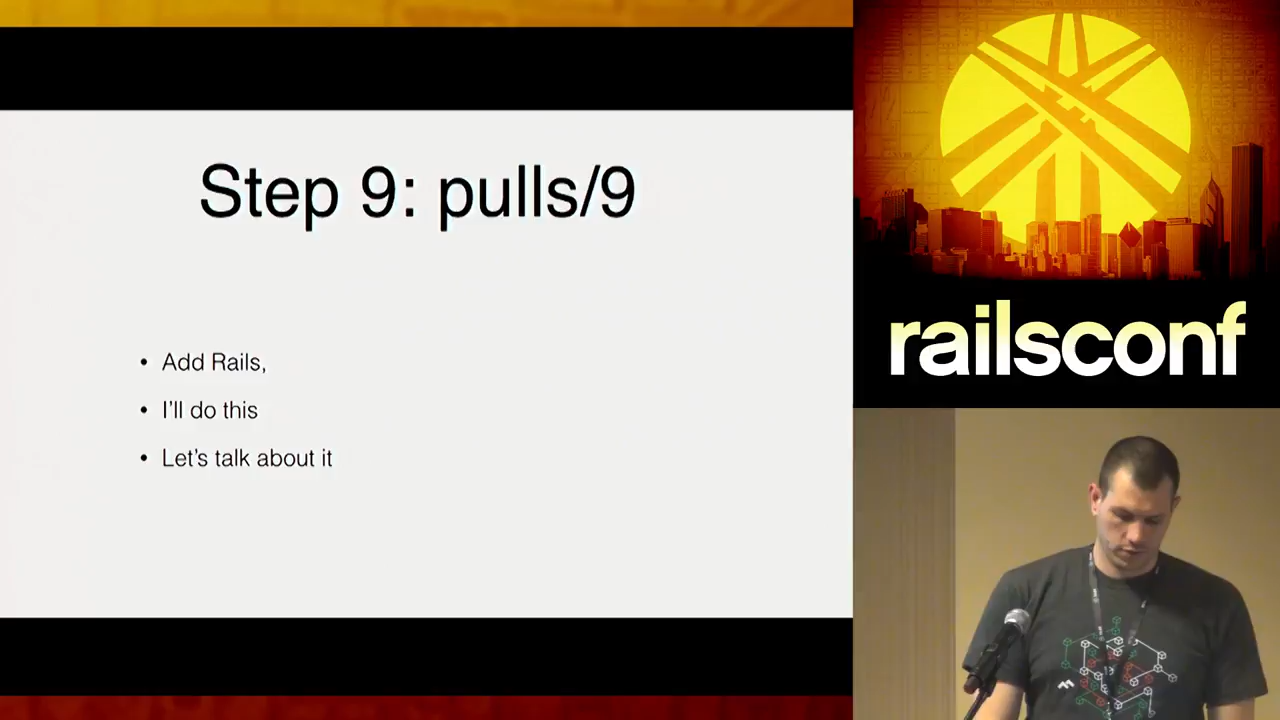 Step 9: pulls/9
• Add Rails,
• I'll do this
• Let's talk about it
railsconf